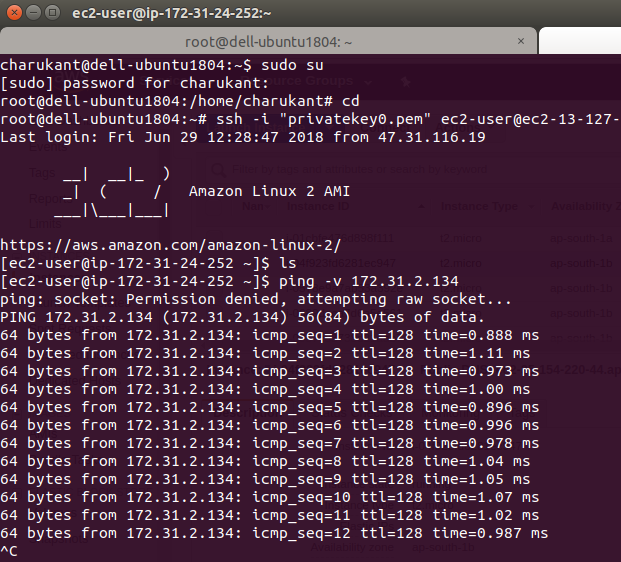 ec2-user@ip-172-31-24-252:~
root@dell-ubuntu1804: ~ ×
charukant@dell-ubuntu1804:~$ sudo su
[sudo] password for charukant:
root@dell-ubuntu1804:/home/charukant# cd
root@dell-ubuntu1804:~# ssh -i "privatekey0.pem" ec2-user@ec2-13-127-
Last login: Fri Jun 29 12:28:47 2018 from 47.31.116.19
       __|  __|_  )
       _|  (     /   Amazon Linux 2 AMI
      ___|\___|___|
https://aws.amazon.com/amazon-linux-2/
[ec2-user@ip-172-31-24-252 ~]$ ls
[ec2-user@ip-172-31-24-252 ~]$ ping -v 172.31.2.134
ping: socket: Permission denied, attempting raw socket...
PING 172.31.2.134 (172.31.2.134) 56(84) bytes of data.
64 bytes from 172.31.2.134: icmp_seq=1 ttl=128 time=0.888 ms
64 bytes from 172.31.2.134: icmp_seq=2 ttl=128 time=1.11 ms
64 bytes from 172.31.2.134: icmp_seq=3 ttl=128 time=0.973 ms
64 bytes from 172.31.2.134: icmp_seq=4 ttl=128 time=1.00 ms
64 bytes from 172.31.2.134: icmp_seq=5 ttl=128 time=0.896 ms
64 bytes from 172.31.2.134: icmp_seq=6 ttl=128 time=0.996 ms
64 bytes from 172.31.2.134: icmp_seq=7 ttl=128 time=0.978 ms
64 bytes from 172.31.2.134: icmp_seq=8 ttl=128 time=1.04 ms
64 bytes from 172.31.2.134: icmp_seq=9 ttl=128 time=1.05 ms
64 bytes from 172.31.2.134: icmp_seq=10 ttl=128 time=1.07 ms
64 bytes from 172.31.2.134: icmp_seq=11 ttl=128 time=1.02 ms
64 bytes from 172.31.2.134: icmp_seq=12 ttl=128 time=0.987 ms
^C